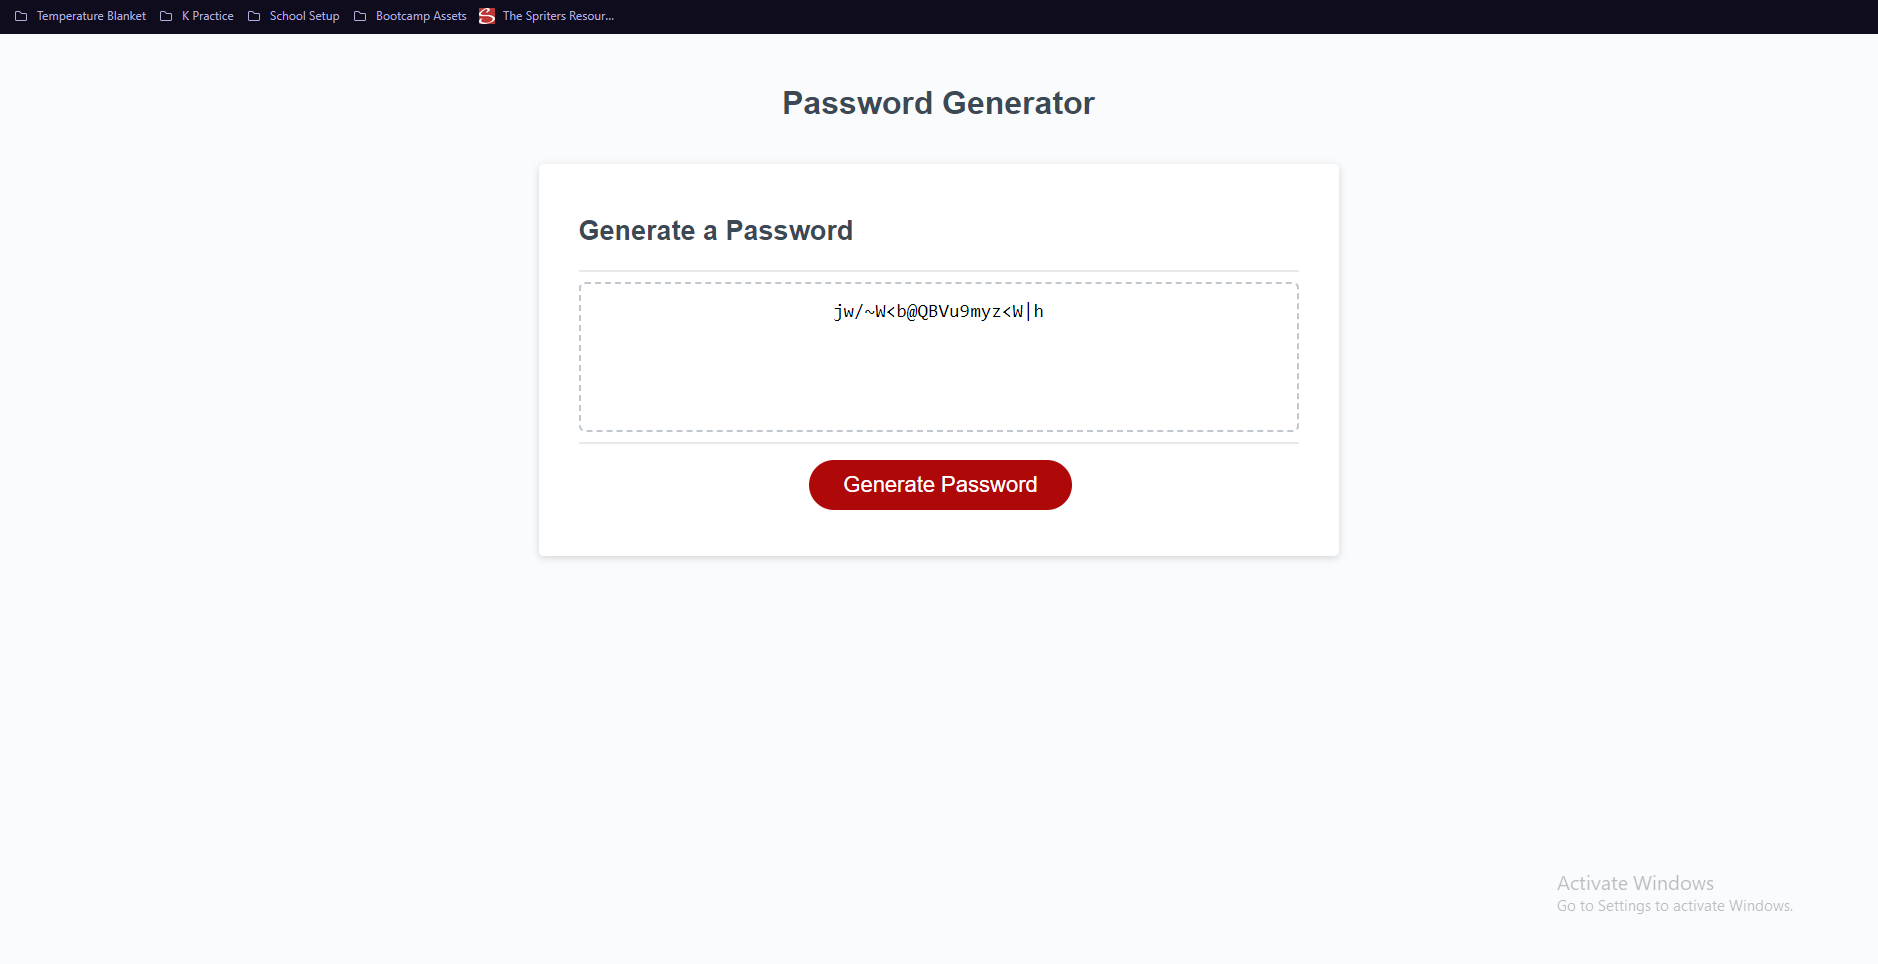 Temperature Blanket K Practice School Setup Bootcamp Assets The Spriters Resour...
Password Generator
Generate a Password
jw/~W<b@QBVu9myz<W|h
Generate Password
Activate Windows
Go to Settings to activate Windows.